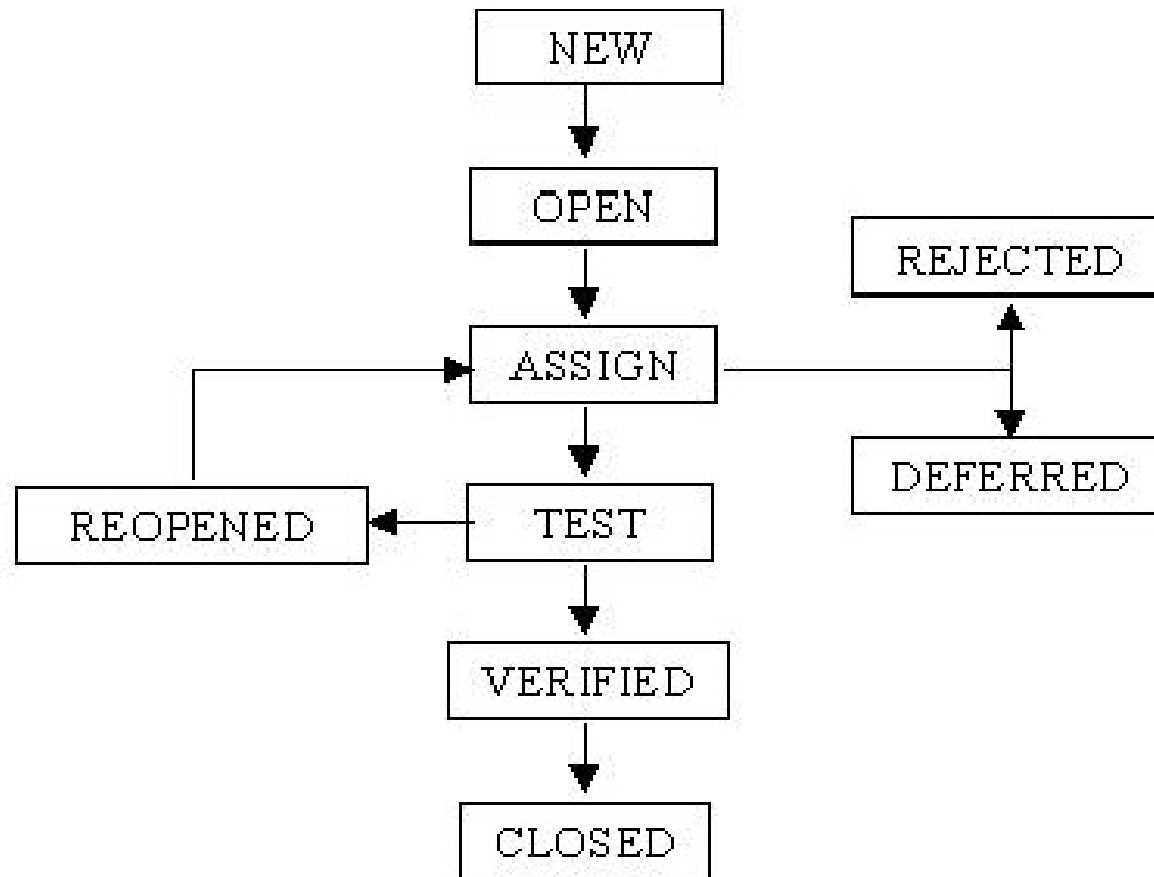 NEW
OPEN
REJECTED
ASSIGN
DEFERRED
REOPENED
TEST
VERIFIED
CLOSED